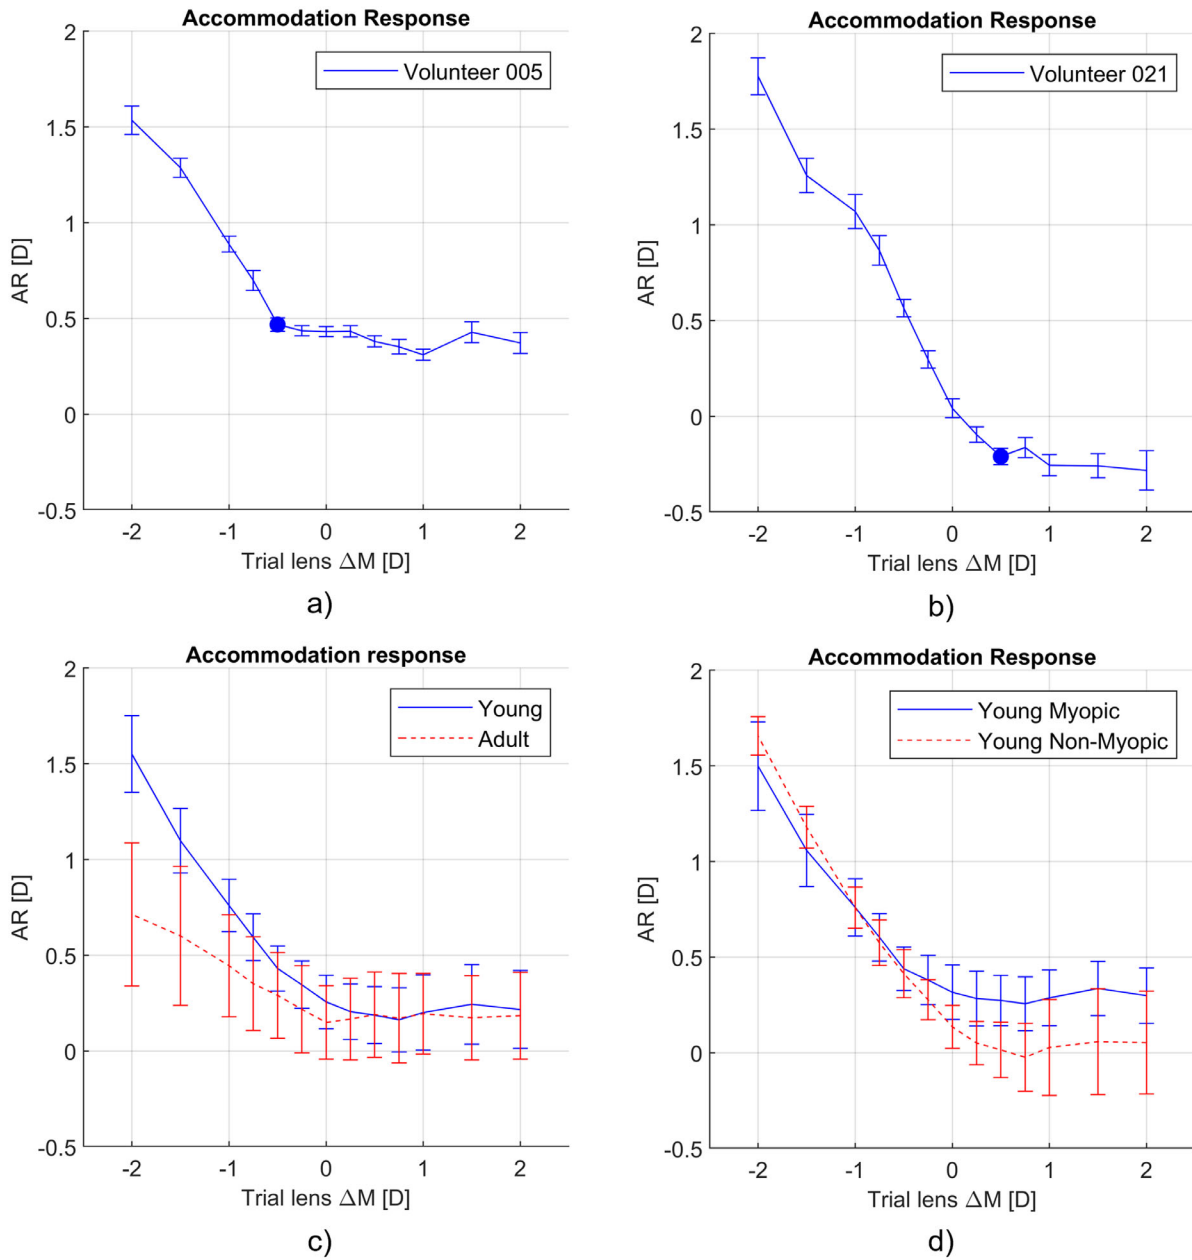 Accommodation Response
Volunteer 005
2
1.5
1
0.5
0
-0.5
AR [D]
-2 -1 0 1 2
Trial lens ΔM [D]
a)
Accommodation Response
Volunteer 021
2
1.5
1
0.5
0
-0.5
AR [D]
-2 -1 0 1 2
Trial lens ΔM [D]
b)
Accommodation response
Young
Adult
2
1.5
1
0.5
0
-0.5
AR [D]
-2 -1 0 1 2
Trial lens ΔM [D]
c)
Accommodation Response
Young Myopic
Young Non-Myopic
2
1.5
1
0.5
0
-0.5
AR [D]
-2 -1 0 1 2
Trial lens ΔM [D]
d)